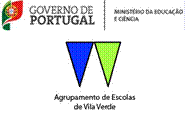 GOVERNO DE
PORTUGAL
MINISTÉRIO DA EDUCAÇÃO
E CIÊNCIA
Agrupamento de Escolas
de Vila Verde